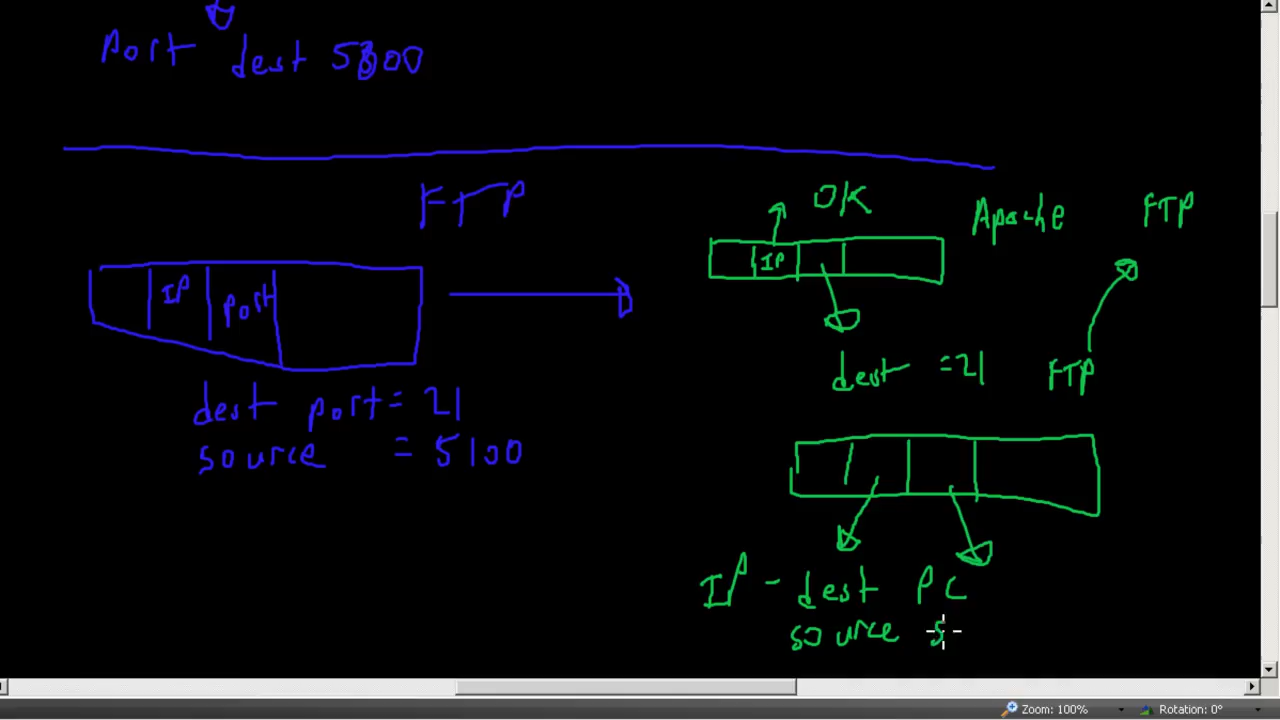 Port dest 5800
FTP
IP Port
dest port = 21
source = 5100
OK Apache FTP
IP
dest = 21 FTP
IP - dest PC
source s
Zoom: 100% Rotation: 0°